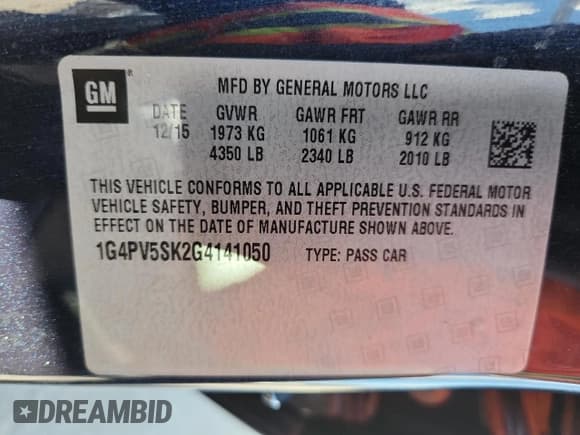 GM
®
MFD BY GENERAL MOTORS LLC
DATE GVWR GAWR FRT GAWR RR
12/15 1973 KG 1061 KG 912 KG
4350 LB 2340 LB 2010 LB
THIS VEHICLE CONFORMS TO ALL APPLICABLE U.S. FEDERAL MOTOR
VEHICLE SAFETY, BUMPER, AND THEFT PREVENTION STANDARDS IN
EFFECT ON THE DATE OF MANUFACTURE SHOWN ABOVE.
1G4PV5SK2G4141050 TYPE: PASS CAR
DREAMBID